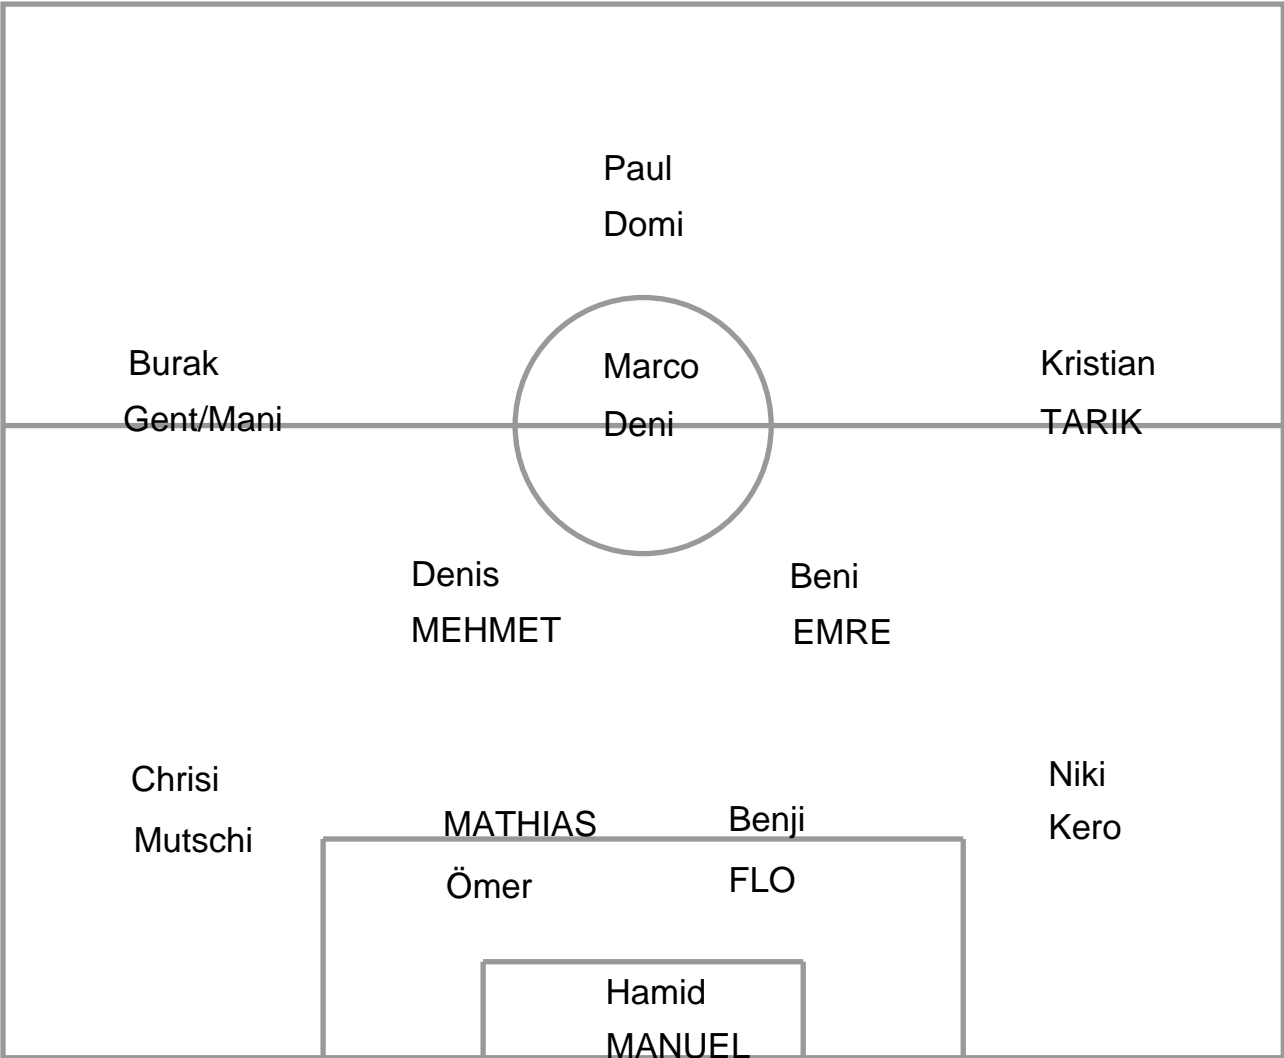 Paul
Domi
Burak
Marco
Kristian
Gent/Mani
Deni
TARIK
Denis
Beni
MEHMET
EMRE
Chrisi
Niki
Mutschi
MATHIAS
Benji
Kero
Ömer
FLO
Hamid
MANUEL